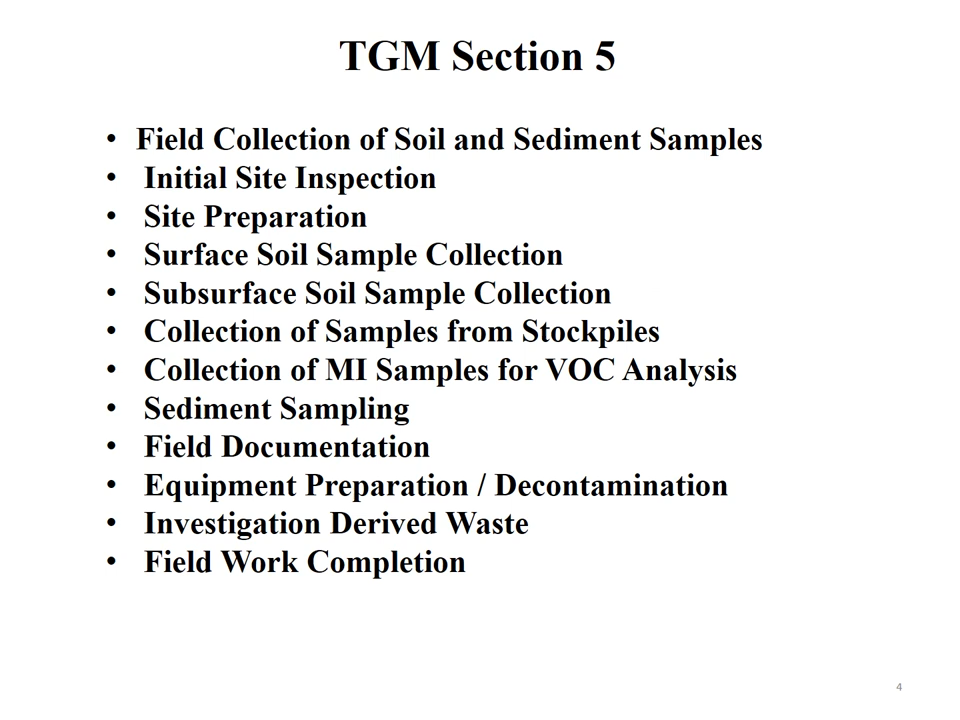 TGM Section 5
• Field Collection of Soil and Sediment Samples
• Initial Site Inspection
• Site Preparation
• Surface Soil Sample Collection
• Subsurface Soil Sample Collection
• Collection of Samples from Stockpiles
• Collection of MI Samples for VOC Analysis
• Sediment Sampling
• Field Documentation
• Equipment Preparation / Decontamination
• Investigation Derived Waste
• Field Work Completion
4